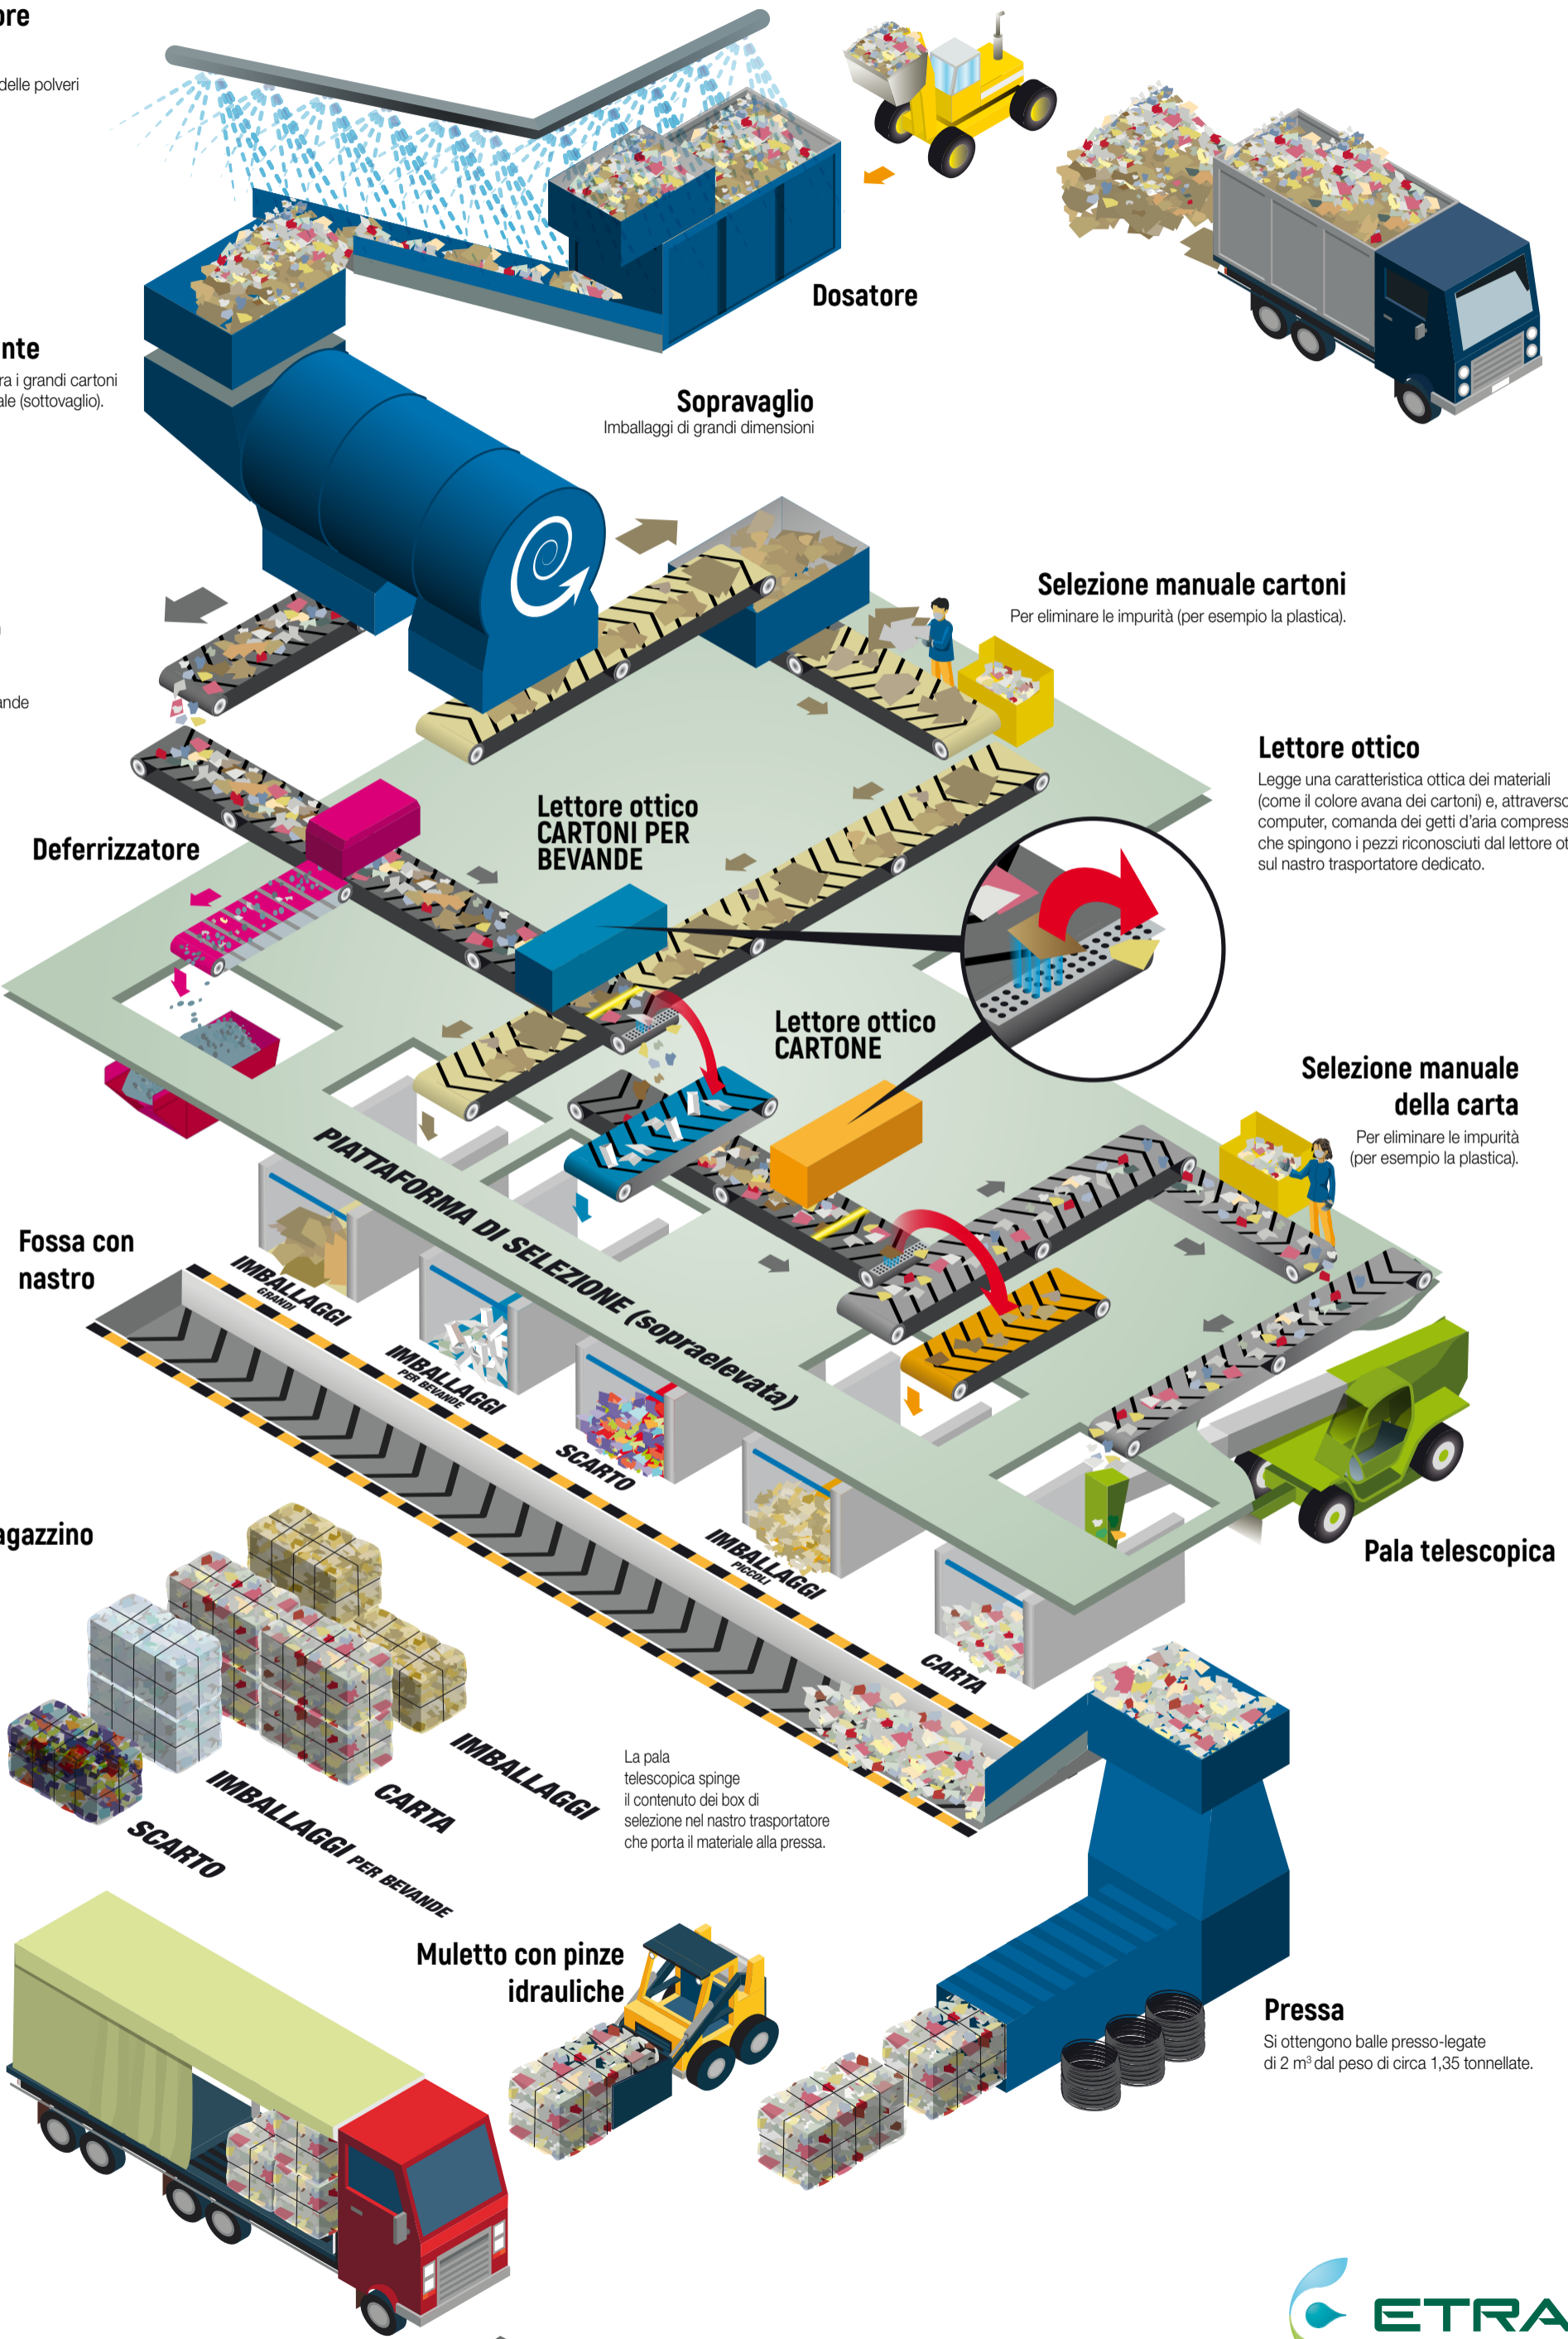 ore
delle polveri
Dosatore
nte
ra i grandi cartoni
ale (sottovaglio).
Sopravaglio
Imballaggi di grandi dimensioni
Selezione manuale cartoni
Per eliminare le impurità (per esempio la plastica).
ande
Lettore ottico
Legge una caratteristica ottica dei materiali
(come il colore avana dei cartoni) e, attraverso
computer, comanda dei getti d'aria compress
che spingono i pezzi riconosciuti dal lettore ot
sul nastro trasportatore dedicato.
Lettore ottico
CARTONI PER
BEVANDE
Deferrizzatore
Lettore ottico
CARTONE
Selezione manuale
della carta
Per eliminare le impurità
(per esempio la plastica).
PIATTAFORMA DI SELEZIONE (sopraelevata)
Fossa con
nastro
IMBALLAGGI
GRANDI
IMBALLAGGI
PER BEVANDE
SCARTO
IMBALLAGGI
PICCOLI
CARTA
Pala telescopica
agazzino
IMBALLAGGI
CARTA
IMBALLAGGI PER BEVANDE
SCARTO
La pala
telescopica spinge
il contenuto dei box di
selezione nel nastro trasportatore
che porta il materiale alla pressa.
Muletto con pinze
idrauliche
Pressa
Si ottengono balle presso-legate
di 2 m³ dal peso di circa 1,35 tonnellate.
ETRA